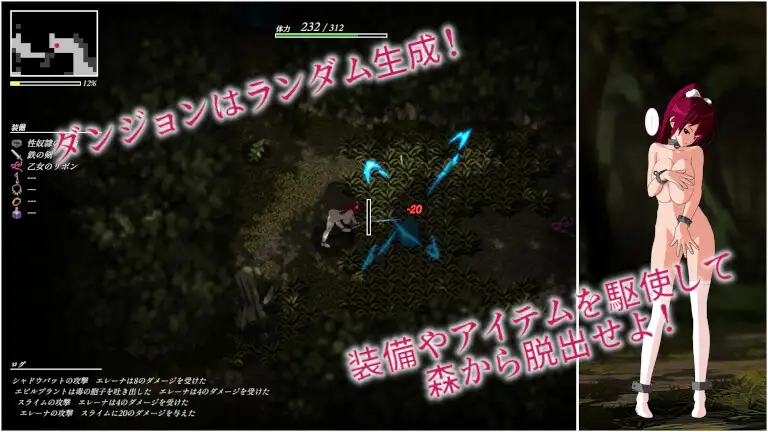 体力 232 / 312
12%
ダンジョンはランダム生成！
装備
性奴隷の
鉄の剣
乙女のリボン
---
---
---
---
-20
装備やアイテムを駆使して
森から脱出せよ！
ログ
シャドウバットの攻撃 エレーナは8のダメージを受けた
エビルプラントは毒の胞子を吐き出した エレーナは4のダメージを受けた
スライムの攻撃 エレーナは4のダメージを受けた
エレーナの攻撃 スライムに20のダメージを与えた